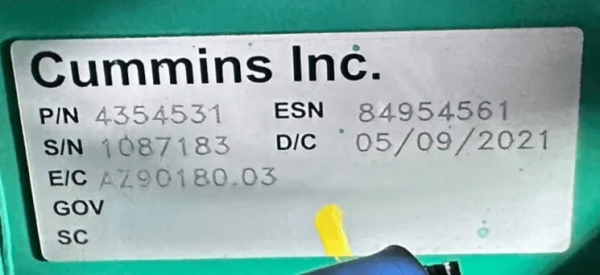 Cummins Inc.
P/N 4354531 ESN 84954561
S/N 1087183 D/C 05/09/2021
E/C AZ90180.03
GOV
SC